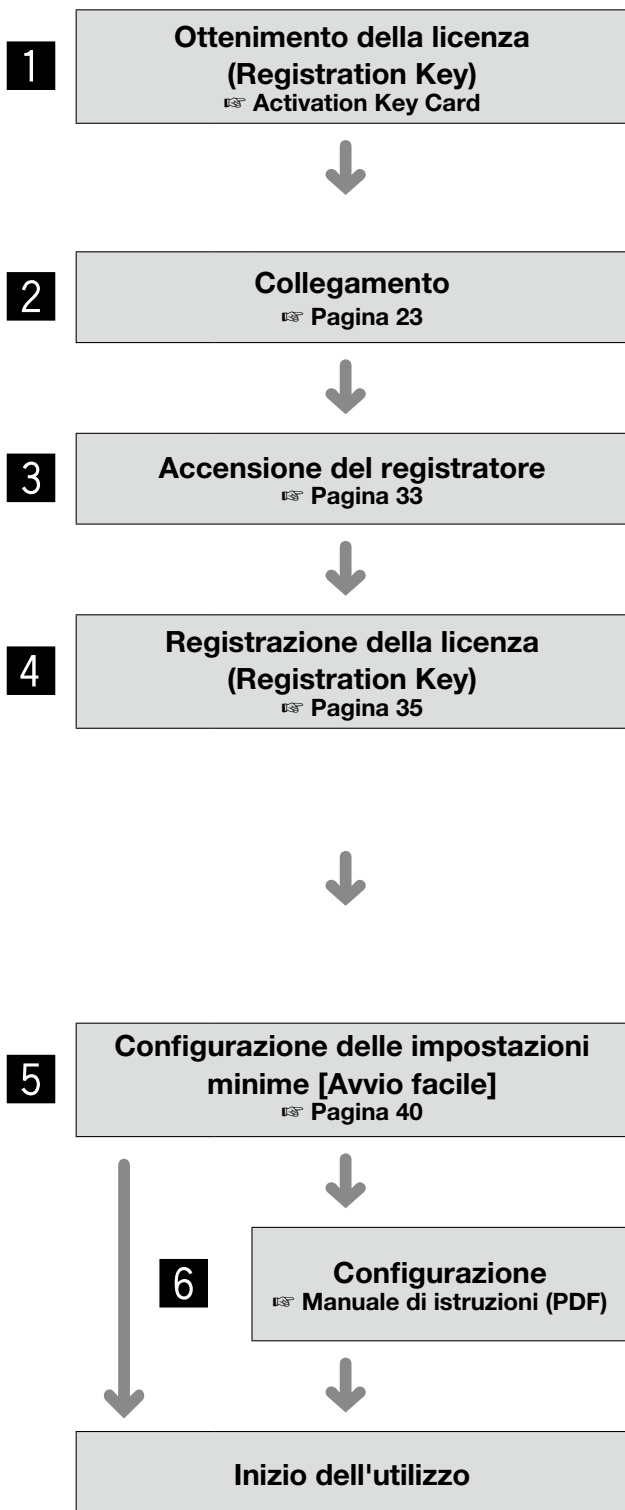 1
Ottenimento della licenza
(Registration Key)
☞ Activation Key Card
2
Collegamento
☞ Pagina 23
3
Accensione del registratore
☞ Pagina 33
4
Registrazione della licenza
(Registration Key)
☞ Pagina 35
5
Configurazione delle impostazioni
minime [Avvio facile]
☞ Pagina 40
6
Configurazione
☞ Manuale di istruzioni (PDF)
Inizio dell'utilizzo